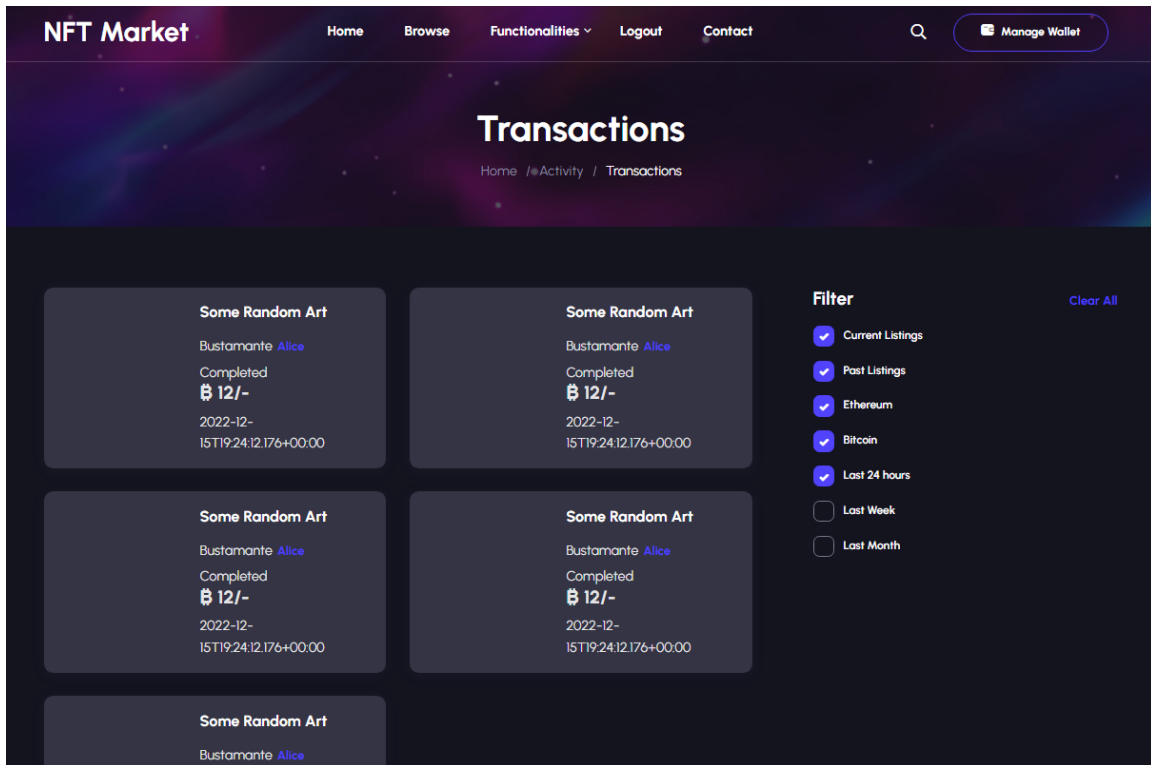 NFT Market
Home Browse Functionalities Logout Contact
Manage Wallet
Transactions
Home / Activity / Transactions
Some Random Art
Bustamante Alice
Completed
₿ 12/-
2022-12-
15T19:24:12.176+00:00
Some Random Art
Bustamante Alice
Completed
₿ 12/-
2022-12-
15T19:24:12.176+00:00
Some Random Art
Bustamante Alice
Completed
₿ 12/-
2022-12-
15T19:24:12.176+00:00
Some Random Art
Bustamante Alice
Completed
₿ 12/-
2022-12-
15T19:24:12.176+00:00
Some Random Art
Bustamante Alice
Filter
Clear All
Current Listings
Past Listings
Ethereum
Bitcoin
Last 24 hours
Last Week
Last Month